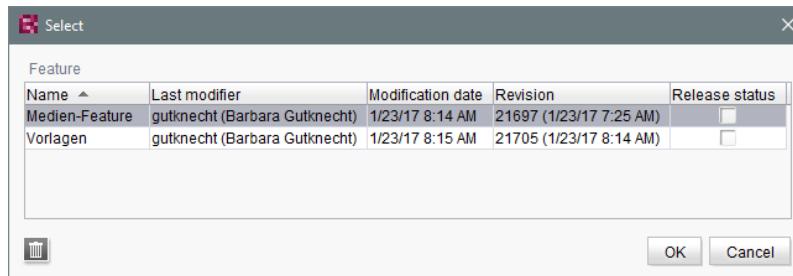 Select
Feature
Name Last modifier Modification date Revision Release status
Medien-Feature gutknecht (Barbara Gutknecht) 1/23/17 8:14 AM 21697 (1/23/17 7:25 AM)
Vorlagen gutknecht (Barbara Gutknecht) 1/23/17 8:15 AM 21705 (1/23/17 8:14 AM)
OK Cancel